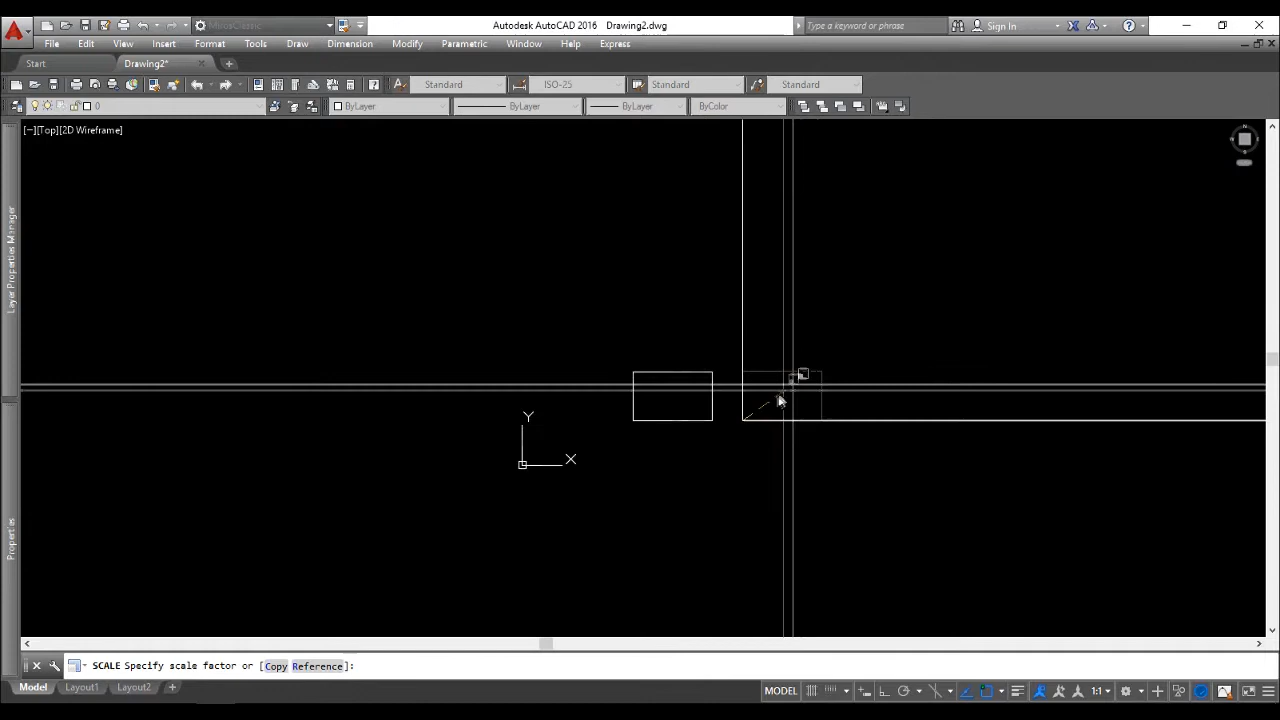 Autodesk AutoCAD 2016 Drawing2.dwg
Type a keyword or phrase
Sign In
File Edit View Insert Format Tools Draw Dimension Modify Parametric Window Help Express
Start Drawing2*
Standard ISO-25 Standard Standard
0 ByLayer ByLayer ByLayer ByColor
[−][Top][2D Wireframe]
N
Layer Properties Manager
Y
X
Properties
SCALE Specify scale factor or [Copy Reference]:
Model Layout1 Layout2
MODEL 1:1